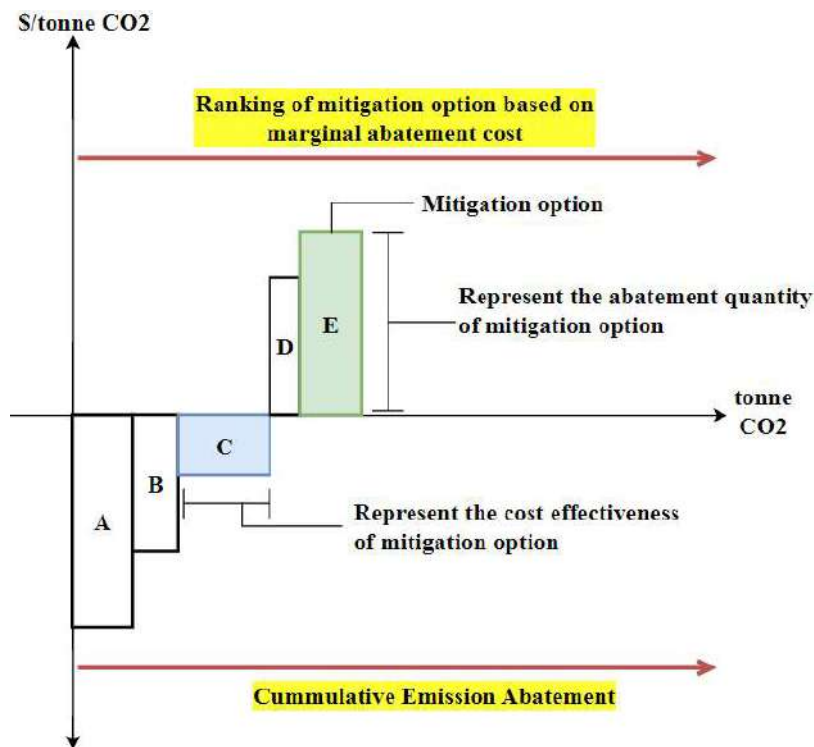 $/tonne CO2
Ranking of mitigation option based on
marginal abatement cost
Mitigation option
Represent the abatement quantity
of mitigation option
E
D
tonne
CO2
C
B
A
Represent the cost effectiveness
of mitigation option
Cummulative Emission Abatement